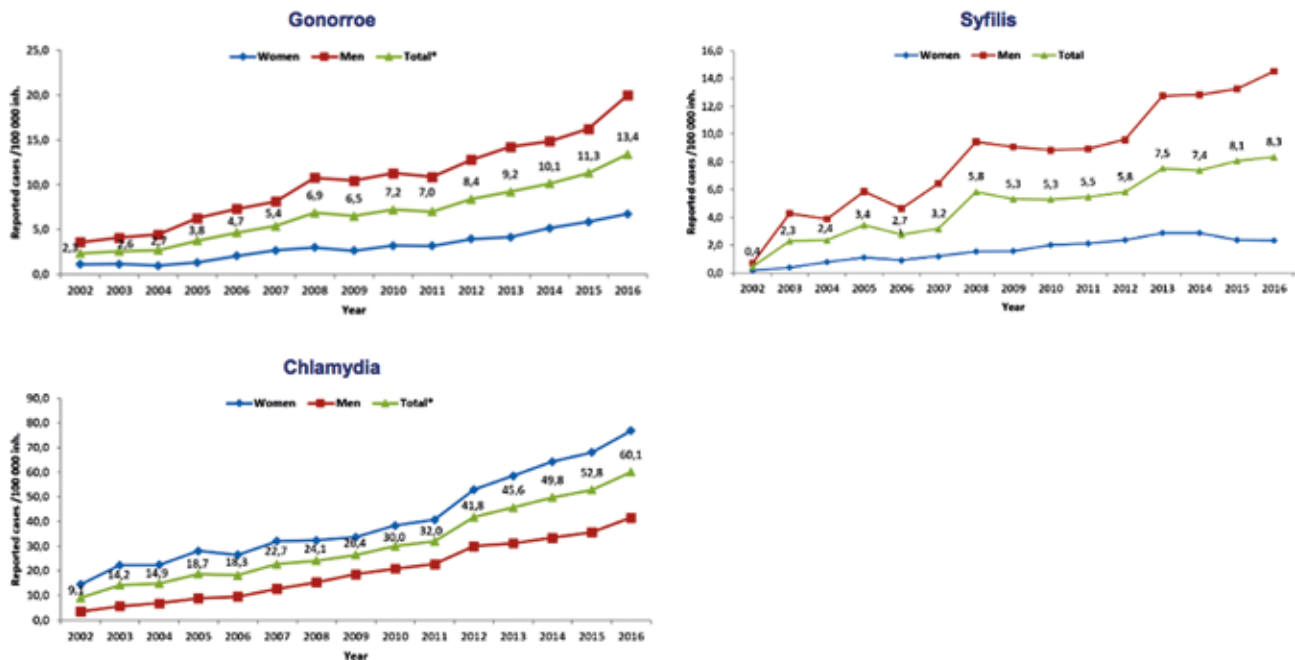 Gonorroe
25,0
20,0
15,0
10,0
5,0
0,0
Reported cases /100 000 inh.
Women Men Total*
2,6 2,7 3,8 4,7 5,4 6,9 6,5 7,2 7,0 8,4 9,2 10,1 11,3 13,4
2002 2003 2004 2005 2006 2007 2008 2009 2010 2011 2012 2013 2014 2015 2016
Year
Syfilis
16,0
14,0
12,0
10,0
8,0
6,0
4,0
2,0
0,0
Reported cases /100 000 inh.
Women Men Total
0,4 2,3 2,4 3,4 2,7 3,2 5,8 5,3 5,3 5,5 5,8 7,5 7,4 8,1 8,3
2002 2003 2004 2005 2006 2007 2008 2009 2010 2011 2012 2013 2014 2015 2016
Year
Chlamydia
90,0
80,0
70,0
60,0
50,0
40,0
30,0
20,0
10,0
0,0
Reported cases /100 000 inh.
Women Men Total*
9,1 14,2 14,9 18,7 18,3 22,7 24,1 26,4 30,0 32,0 41,8 45,6 49,8 52,8 60,1
2002 2003 2004 2005 2006 2007 2008 2009 2010 2011 2012 2013 2014 2015 2016
Year